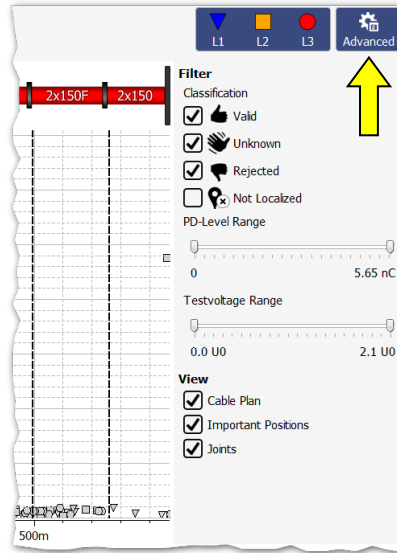 L1 L2 L3 Advanced
2x150F 2x150
Filter
Classification
Valid
Unknown
Rejected
Not Localized
PD-Level Range
0 5.65 nC
Testvoltage Range
0.0 U0 2.1 U0
View
Cable Plan
Important Positions
Joints
500m